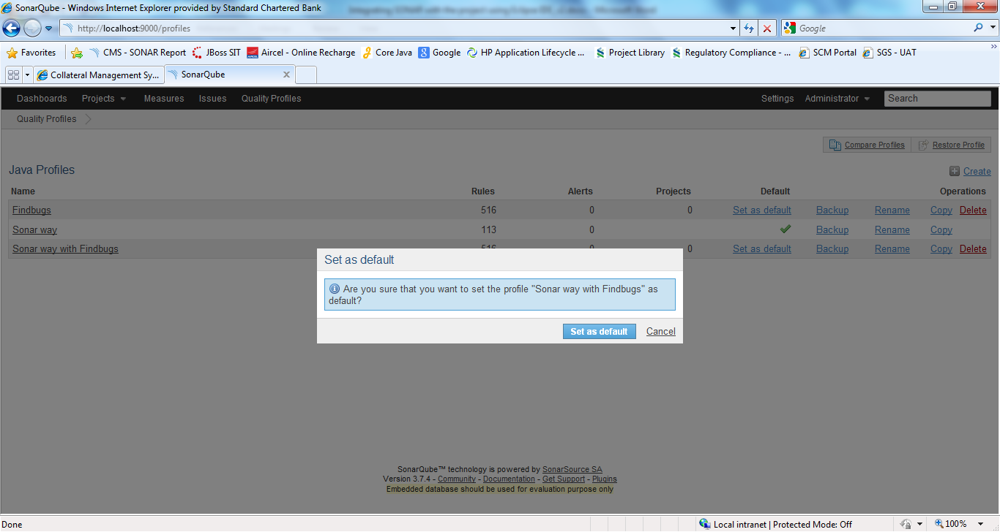 SonarQube - Windows Internet Explorer provided by Standard Chartered Bank
http://localhost:9000/profiles
Google
Favorites CMS - SONAR Report JBoss SIT Aircel - Online Recharge Core Java Google HP Application Lifecycle ... Project Library Regulatory Compliance - ... SCM Portal SGS - UAT
Collateral Management Sy... SonarQube
Dashboards Projects Measures Issues Quality Profiles Settings Administrator Search
Quality Profiles
Compare Profiles Restore Profile
Java Profiles Create
Name Rules Alerts Projects Default Operations
Findbugs 516 0 0 Set as default Backup Rename Copy Delete
Sonar way 113 0 Backup Rename Copy
Sonar way with Findbugs 516 0 0 Set as default Backup Rename Copy Delete
Set as default
Are you sure that you want to set the profile "Sonar way with Findbugs" as
default?
Set as default Cancel
SonarQube™ technology is powered by SonarSource SA
Version 3.7.4 - Community - Documentation - Get Support - Plugins
Embedded database should be used for evaluation purpose only
Done Local intranet | Protected Mode: Off 100%